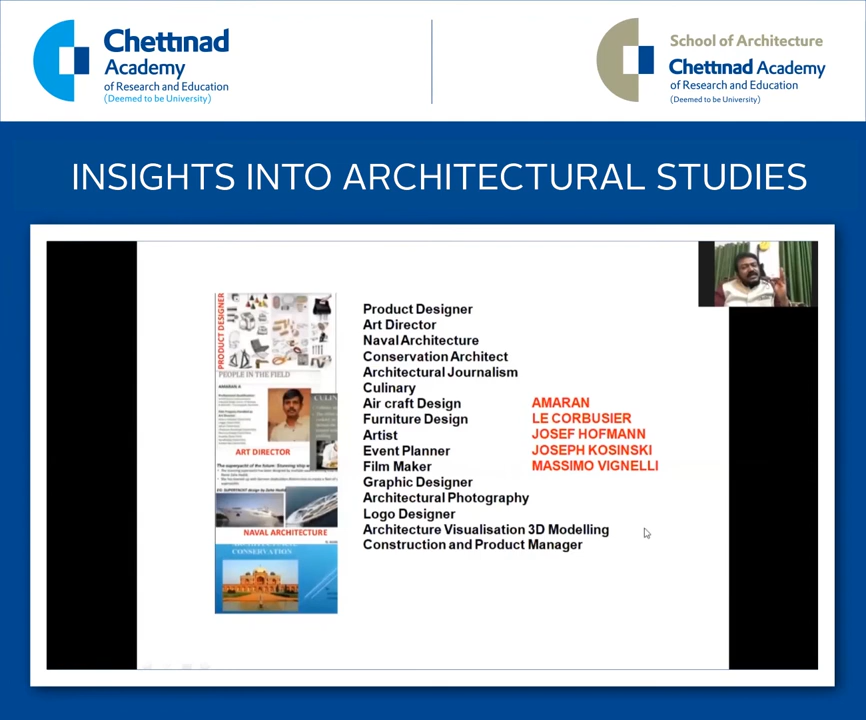 Chettinad
Academy
of Research and Education
(Deemed to be University)
School of Architecture
Chettinad Academy
of Research and Education
(Deemed to be University)
INSIGHTS INTO ARCHITECTURAL STUDIES
PRODUCT DESIGNER
PEOPLE IN THE FIELD
AMARAN A
ART DIRECTOR
NAVAL ARCHITECTURE
CONSERVATION
Product Designer
Art Director
Naval Architecture
Conservation Architect
Architectural Journalism
Culinary
Air craft Design
Furniture Design
Artist
Event Planner
Film Maker
Graphic Designer
Architectural Photography
Logo Designer
Architecture Visualisation 3D Modelling
Construction and Product Manager
AMARAN
LE CORBUSIER
JOSEF HOFMANN
JOSEPH KOSINSKI
MASSIMO VIGNELLI